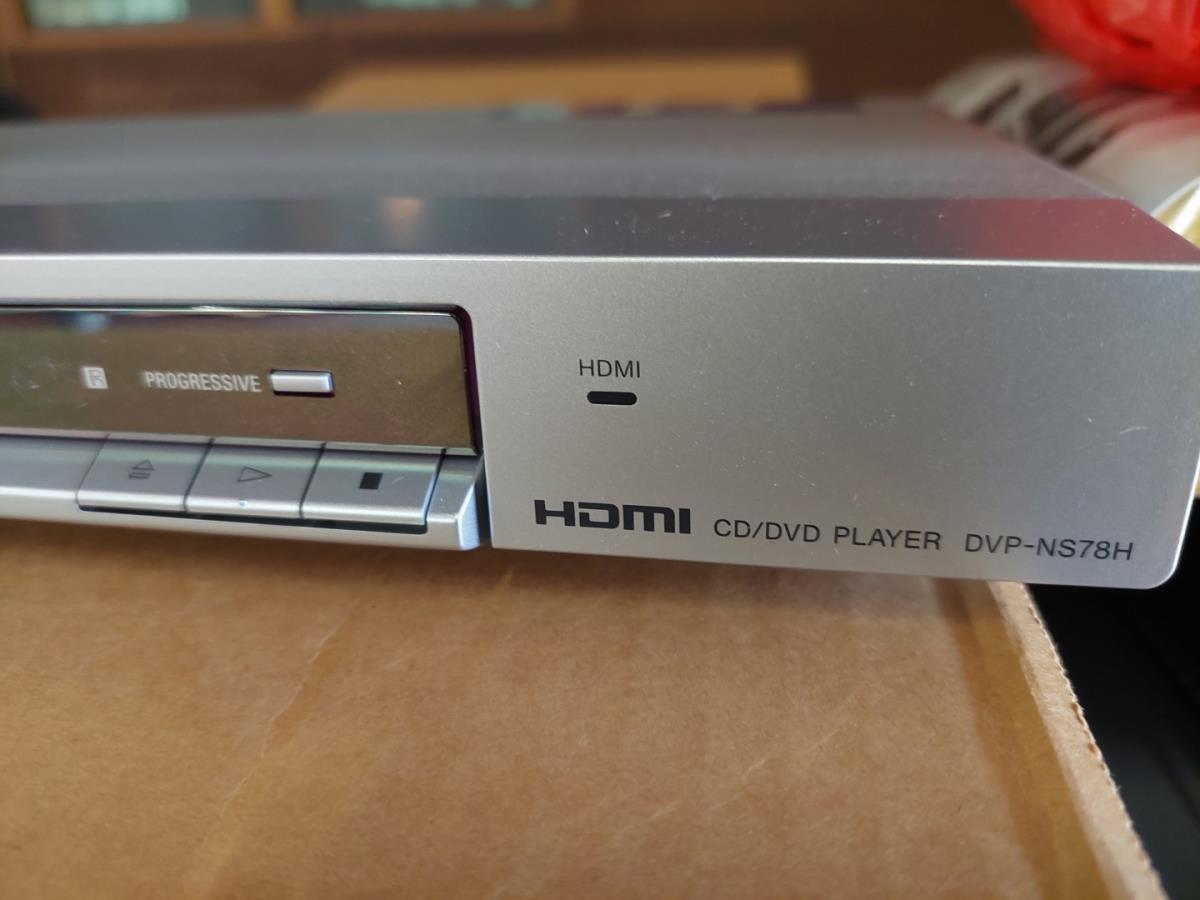 PROGRESSIVE
HDMI
HDMI CD/DVD PLAYER DVP-NS78H